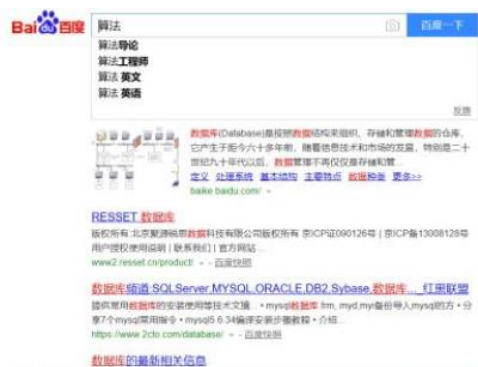 Bai du 百度 算法 百度一下
算法导论
算法工程师
算法 英文
算法 英语
反馈
数据库(Database)是按照数据结构来组织、存储和管理数据的仓库,
它产生于距今六十多年前,随着信息技术和市场的发展,特别是二十
世纪九十年代以后,数据管理不再仅仅是存储和管...
定义 处理系统 基本结构 主要特点 数据种类 更多>>
baike.baidu.com/
RESSET 数据库
版权所有:北京聚源锐思数据科技有限公司版权所有 京ICP证090126号 | 京ICP备13008128号
用户授权使用说明 | 联系我们 | 官方网站...
www2.resset.cn/product/ - 百度快照
数据库频道:SQLServer,MYSQL,ORACLE,DB2,Sybase,数据库..._红黑联盟
提供常用数据库的安装使用等技术文摘...•mysql数据库 frm, myd,myi备份导入mysql的方•分
享7个mysql常用指令•mysql5.6.34编译安装步骤教程•介绍...
https://www.2cto.com/database/ - 百度快照
数据库的最新相关信息